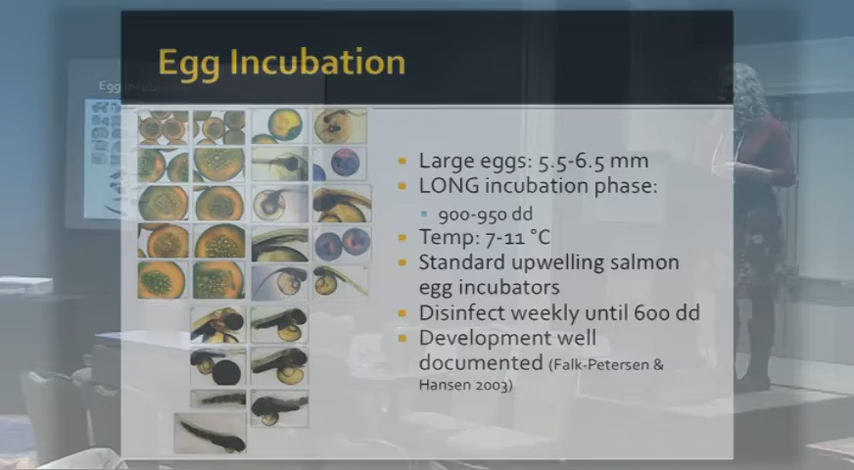 Egg Incubation
Large eggs: 5.5-6.5 mm
LONG incubation phase:
900-950 dd
Temp: 7-11 °C
Standard upwelling salmon
egg incubators
Disinfect weekly until 600 dd
Development well
documented (Falk-Petersen &
Hansen 2003)